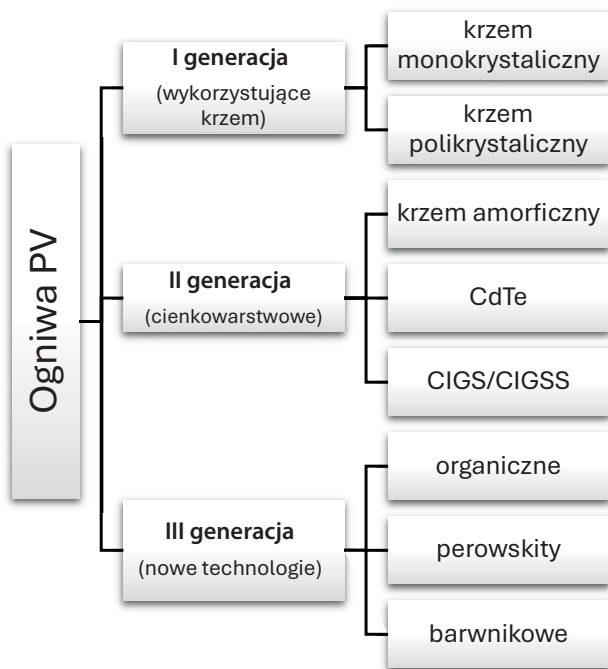 Ogniwa PV
I generacja
(wykorzystujące
krzem)
krzem
monokrystaliczny
krzem
polikrystaliczny
II generacja
(cienkowarstwowe)
krzem amorficzny
CdTe
CIGS/CIGSS
III generacja
(nowe technologie)
organiczne
perowskity
barwnikowe